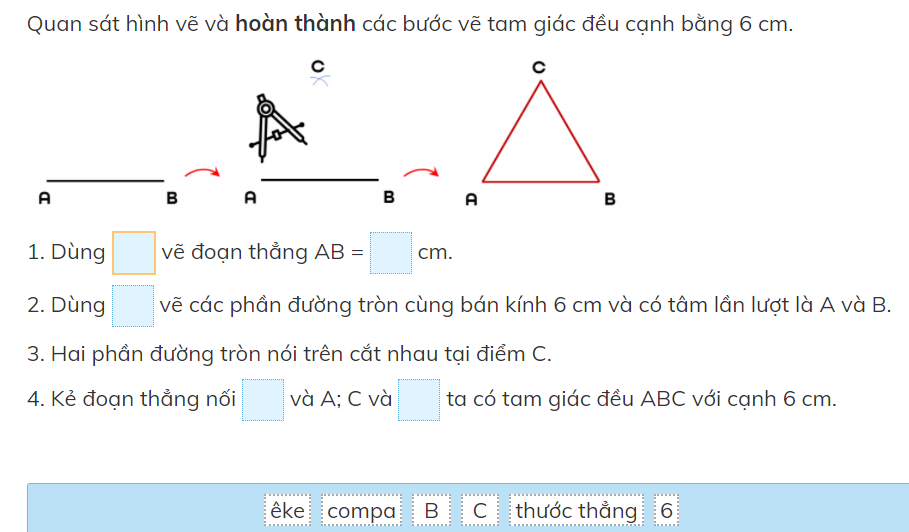 Quan sát hình vẽ và hoàn thành các bước vẽ tam giác đều cạnh bằng 6 cm.
C C
A B A B A B
1. Dùng vẽ đoạn thẳng AB = cm.
2. Dùng vẽ các phần đường tròn cùng bán kính 6 cm và có tâm lần lượt là A và B.
3. Hai phần đường tròn nói trên cắt nhau tại điểm C.
4. Kẻ đoạn thẳng nối và A; C và ta có tam giác đều ABC với cạnh 6 cm.
êke compa B C thước thẳng 6